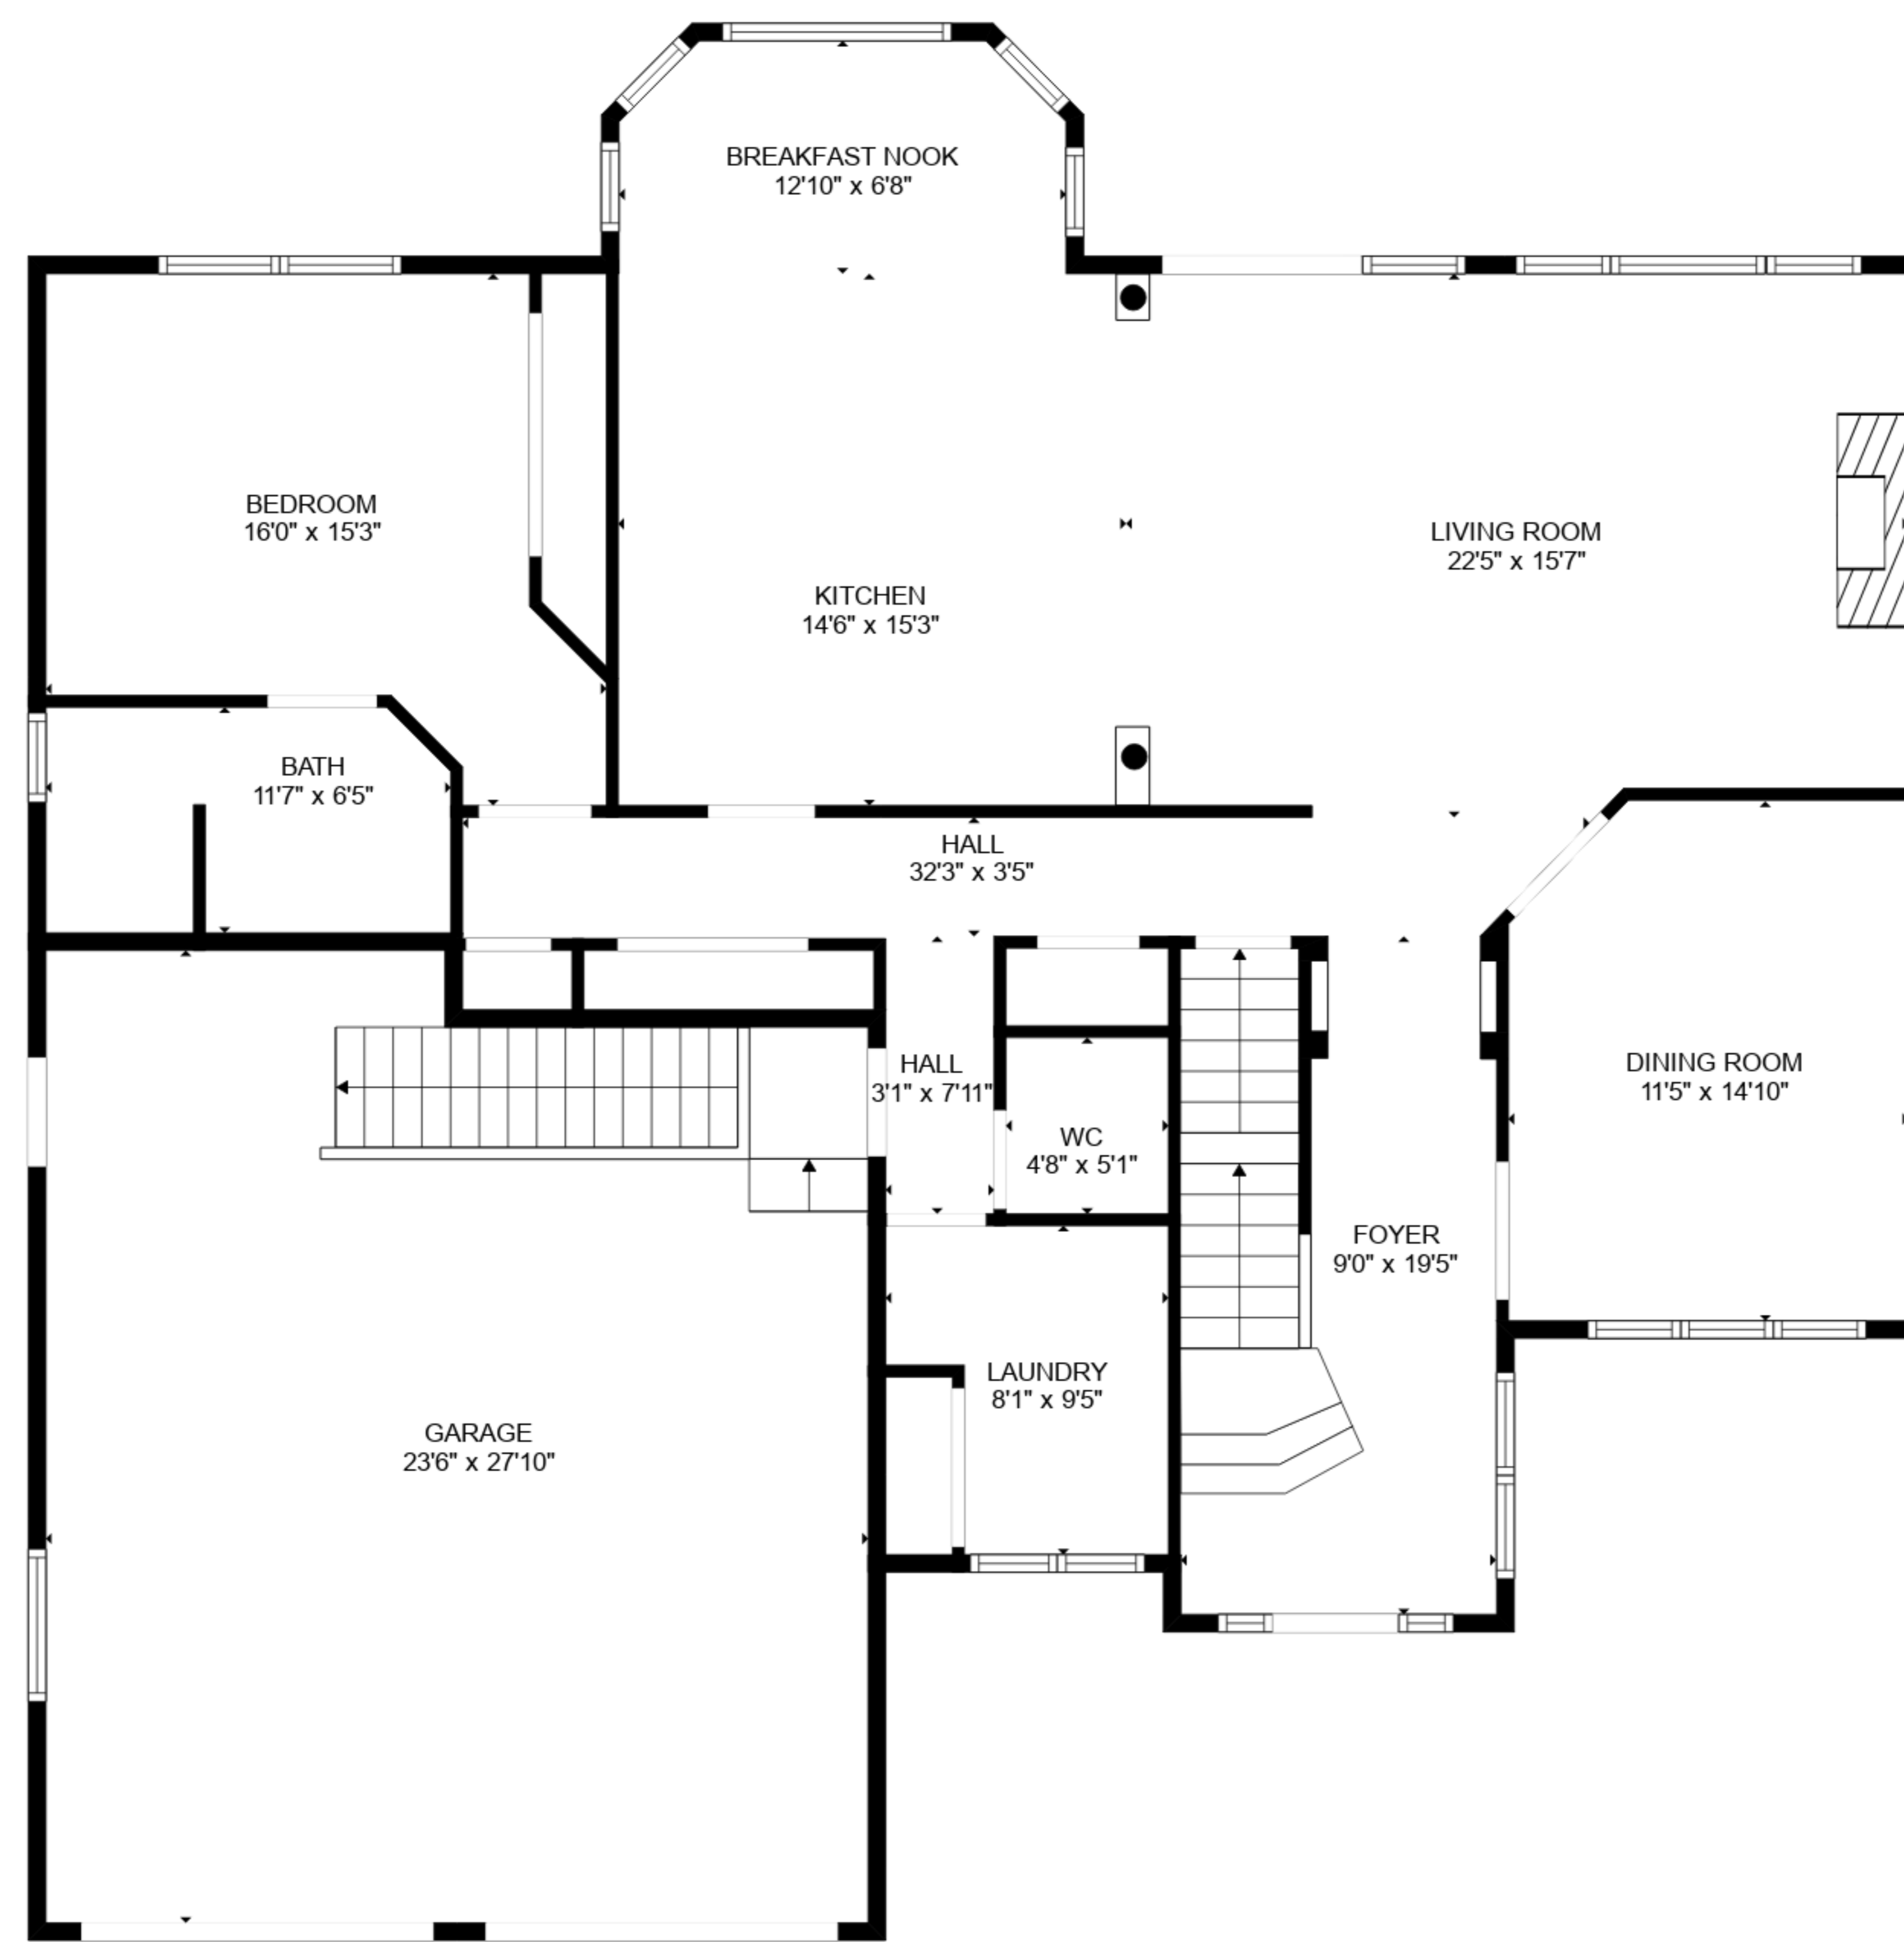 BREAKFAST NOOK
12'10" x 6'8"
BEDROOM
16'0" x 15'3"
LIVING ROOM
22'5" x 15'7"
KITCHEN
14'6" x 15'3"
BATH
11'7" x 6'5"
HALL
32'3" x 3'5"
HALL
3'1" x 7'11"
DINING ROOM
11'5" x 14'10"
WC
4'8" x 5'1"
FOYER
9'0" x 19'5"
LAUNDRY
8'1" x 9'5"
GARAGE
23'6" x 27'10"